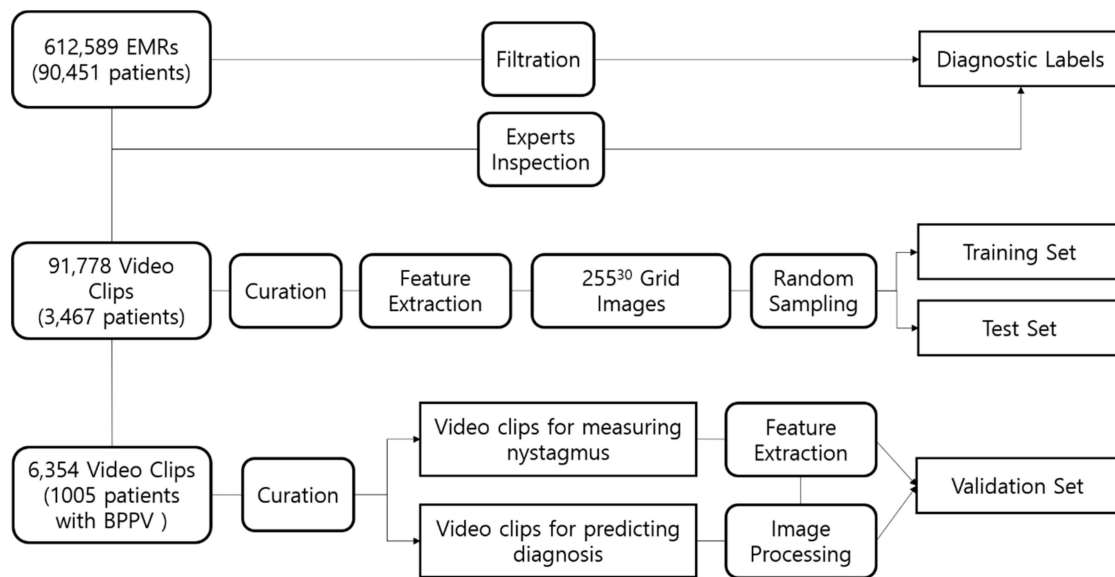 612,589 EMRs
(90,451 patients)
Filtration
Diagnostic Labels
Experts
Inspection
91,778 Video
Clips
(3,467 patients)
Curation
Feature
Extraction
255³⁰ Grid
Images
Random
Sampling
Training Set
Test Set
6,354 Video Clips
(1005 patients
with BPPV )
Curation
Video clips for measuring
nystagmus
Video clips for predicting
diagnosis
Feature
Extraction
Image
Processing
Validation Set